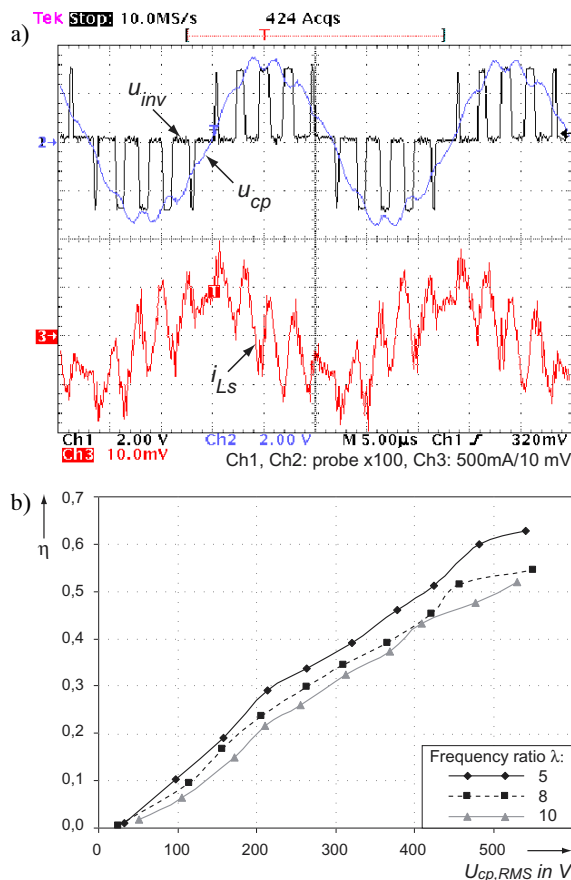 Tek Stop: 10.0MS/s 424 Acqs
[ T ]
a)
u_inv
2→
u_cp
T
3→
i_Ls
Ch1 2.00 V Ch2 2.00 V M 5.00µs Ch1 320mV
Ch3 10.0mV Ch1, Ch2: probe x100, Ch3: 500mA/10 mV
b)
0,7
η
0,6
0,5
0,4
0,3
0,2
0,1
0,0
Frequency ratio λ:
5
8
10
0 100 200 300 400 500
U_cp,RMS in V